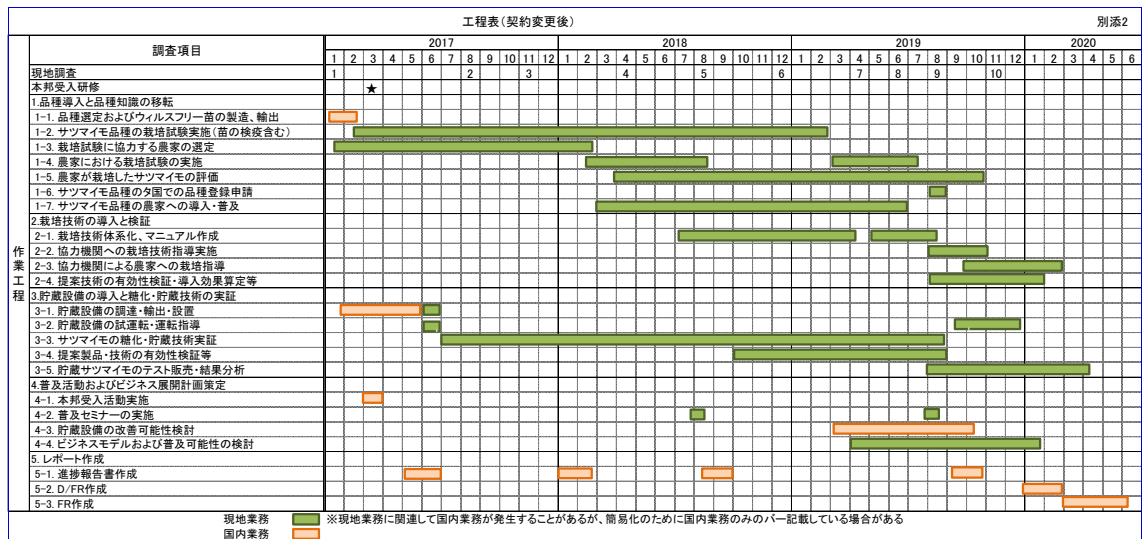 工程表(契約変更後) 別添2
作業工程
調査項目 2017 2018 2019 2020
1 2 3 4 5 6 7 8 9 10 11 12 1 2 3 4 5 6 7 8 9 10 11 12 1 2 3 4 5 6 7 8 9 10 11 12 1 2 3 4 5 6
現地調査 1 2 3 4 5 6 7 8 9 10
本邦受入研修 ★
1.品種導入と品種知識の移転
1-1. 品種選定およびウィルスフリー苗の製造、輸出
1-2. サツマイモ品種の栽培試験実施(苗の検疫含む)
1-3. 栽培試験に協力する農家の選定
1-4. 農家における栽培試験の実施
1-5. 農家が栽培したサツマイモの評価
1-6. サツマイモ品種のタ国での品種登録申請
1-7. サツマイモ品種の農家への導入・普及
2.栽培技術の導入と検証
2-1. 栽培技術体系化、マニュアル作成
2-2. 協力機関への栽培技術指導実施
2-3. 協力機関による農家への栽培指導
2-4. 提案技術の有効性検証・導入効果算定等
3.貯蔵設備の導入と糖化・貯蔵技術の実証
3-1. 貯蔵設備の調達・輸出・設置
3-2. 貯蔵設備の試運転・運転指導
3-3. サツマイモの糖化・貯蔵技術実証
3-4. 提案製品・技術の有効性検証等
3-5. 貯蔵サツマイモのテスト販売・結果分析
4.普及活動およびビジネス展開計画策定
4-1. 本邦受入活動実施
4-2. 普及セミナーの実施
4-3. 貯蔵設備の改善可能性検討
4-4. ビジネスモデルおよび普及可能性の検討
5. レポート作成
5-1. 進捗報告書作成
5-2. D/FR作成
5-3. FR作成
現地業務 ※現地業務に関連して国内業務が発生することがあるが、簡易化のために国内業務のみのバー記載している場合がある
国内業務